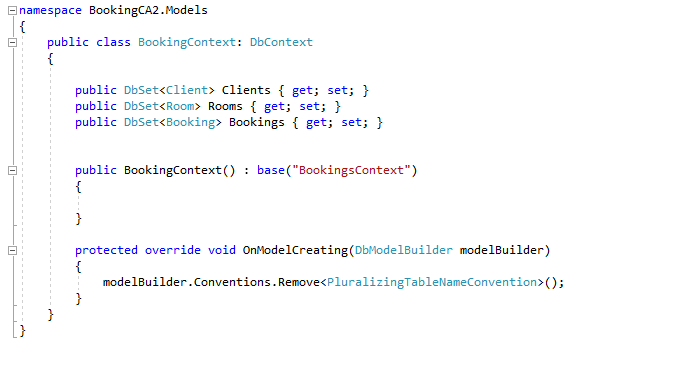 namespace BookingCA2.Models
{
public class BookingContext: DbContext
{
public DbSet<Client> Clients { get; set; }
public DbSet<Room> Rooms { get; set; }
public DbSet<Booking> Bookings { get; set; }
public BookingContext() : base("BookingsContext")
{
}
protected override void OnModelCreating(DbModelBuilder modelBuilder)
{
modelBuilder.Conventions.Remove<PluralizingTableNameConvention>();
}
}
}